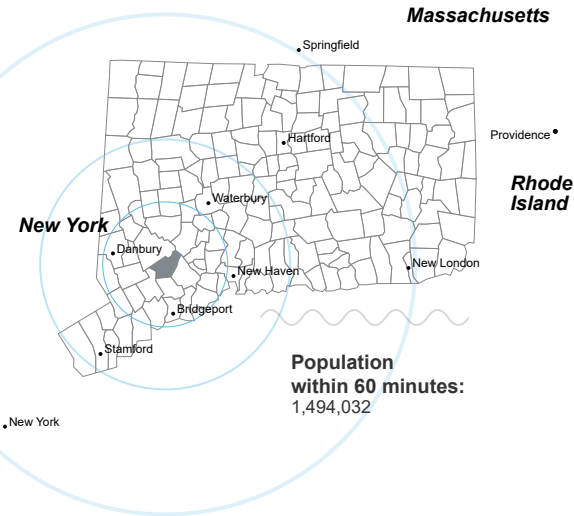 Massachusetts
Springfield
Providence
Hartford
Rhode
Island
Waterbury
New York
Danbury
New Haven
New London
Bridgeport
Stamford
Population
within 60 minutes:
1,494,032
New York